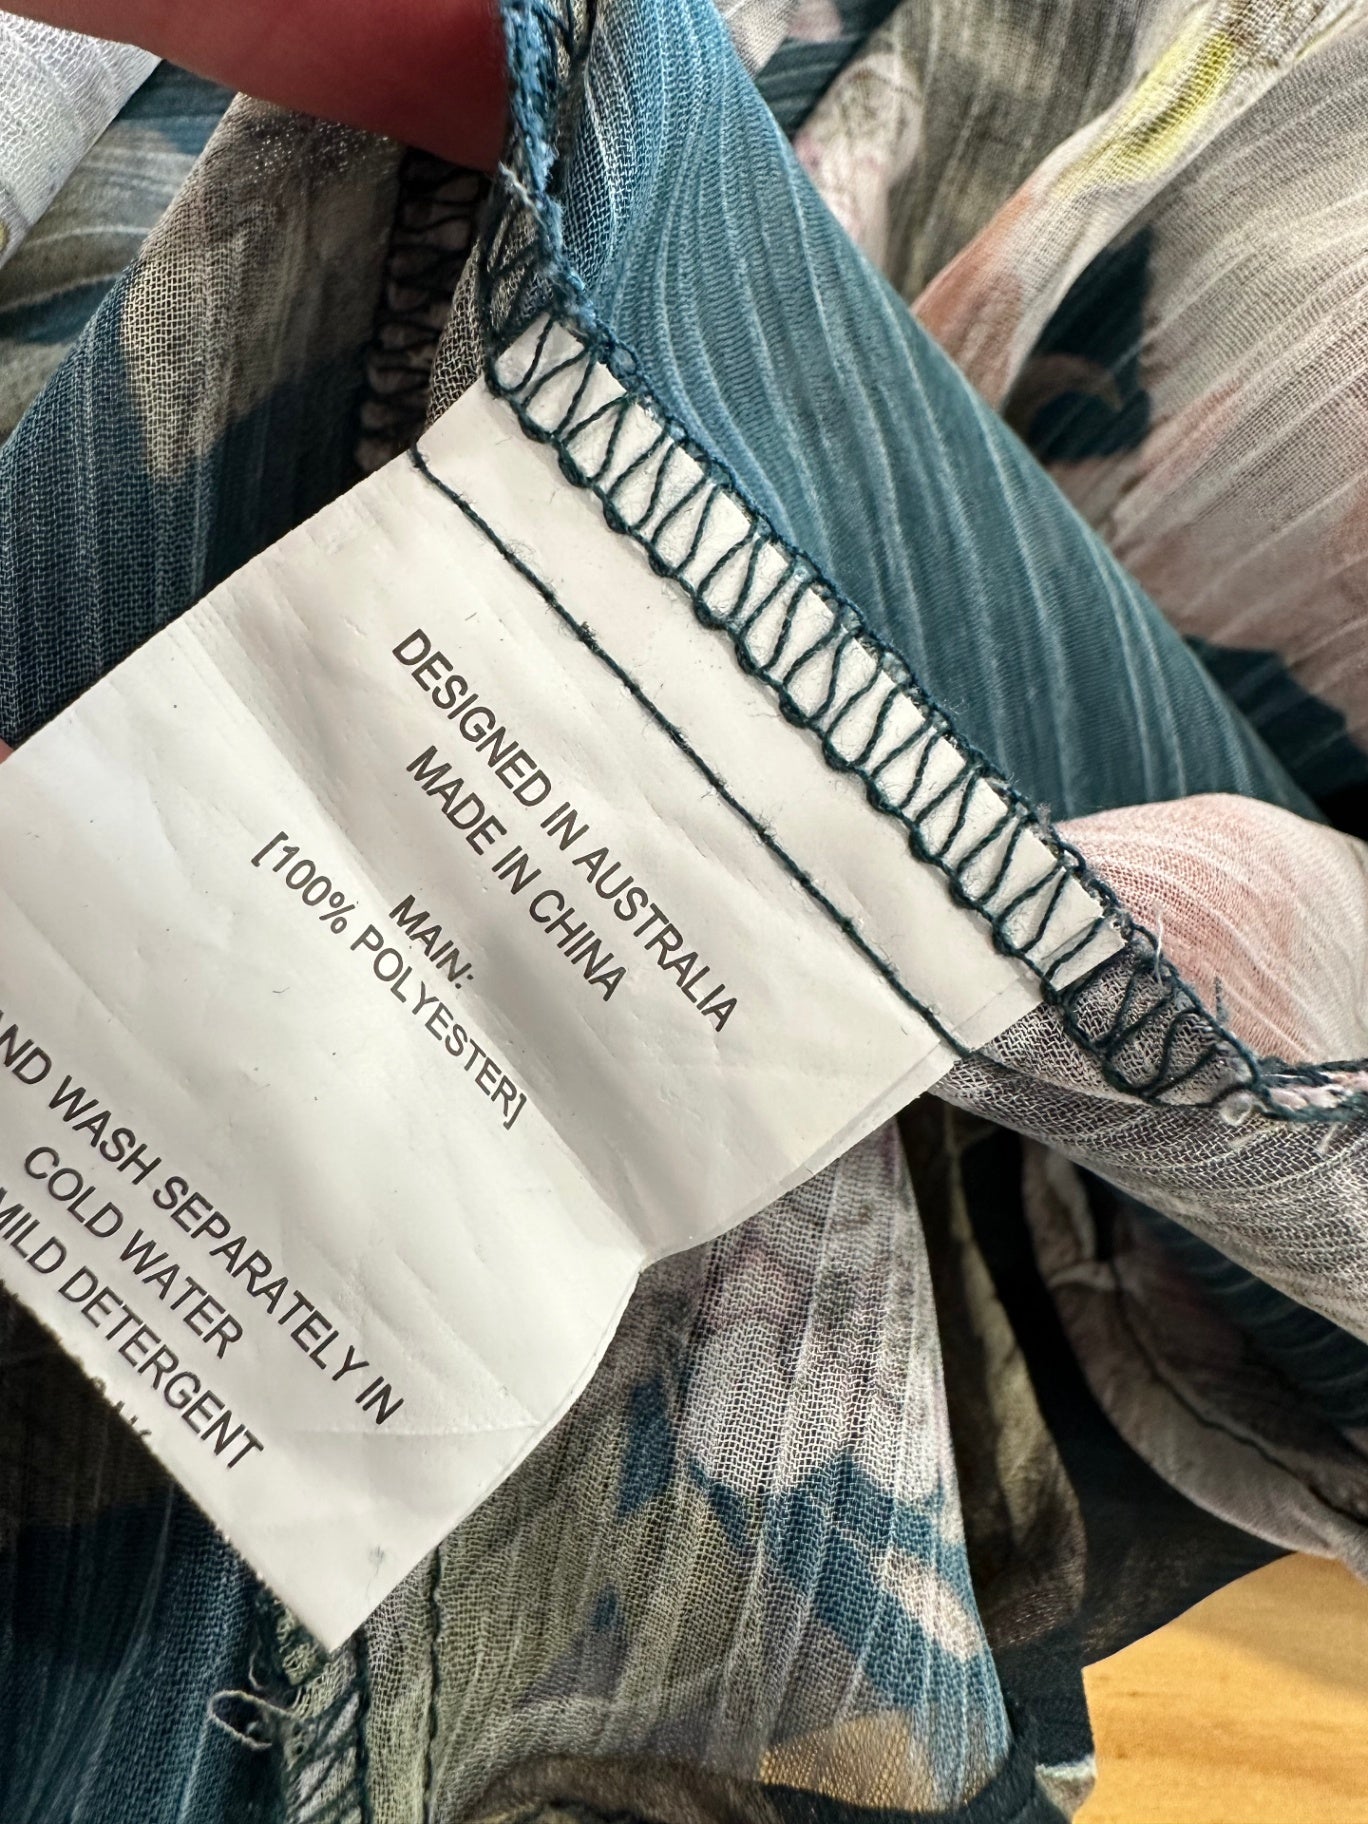 DESIGNED IN AUSTRALIA
MADE IN CHINA
MAIN:
[100% POLYESTER]
AND WASH SEPARATELY IN
COLD WATER
MILD DETERGENT